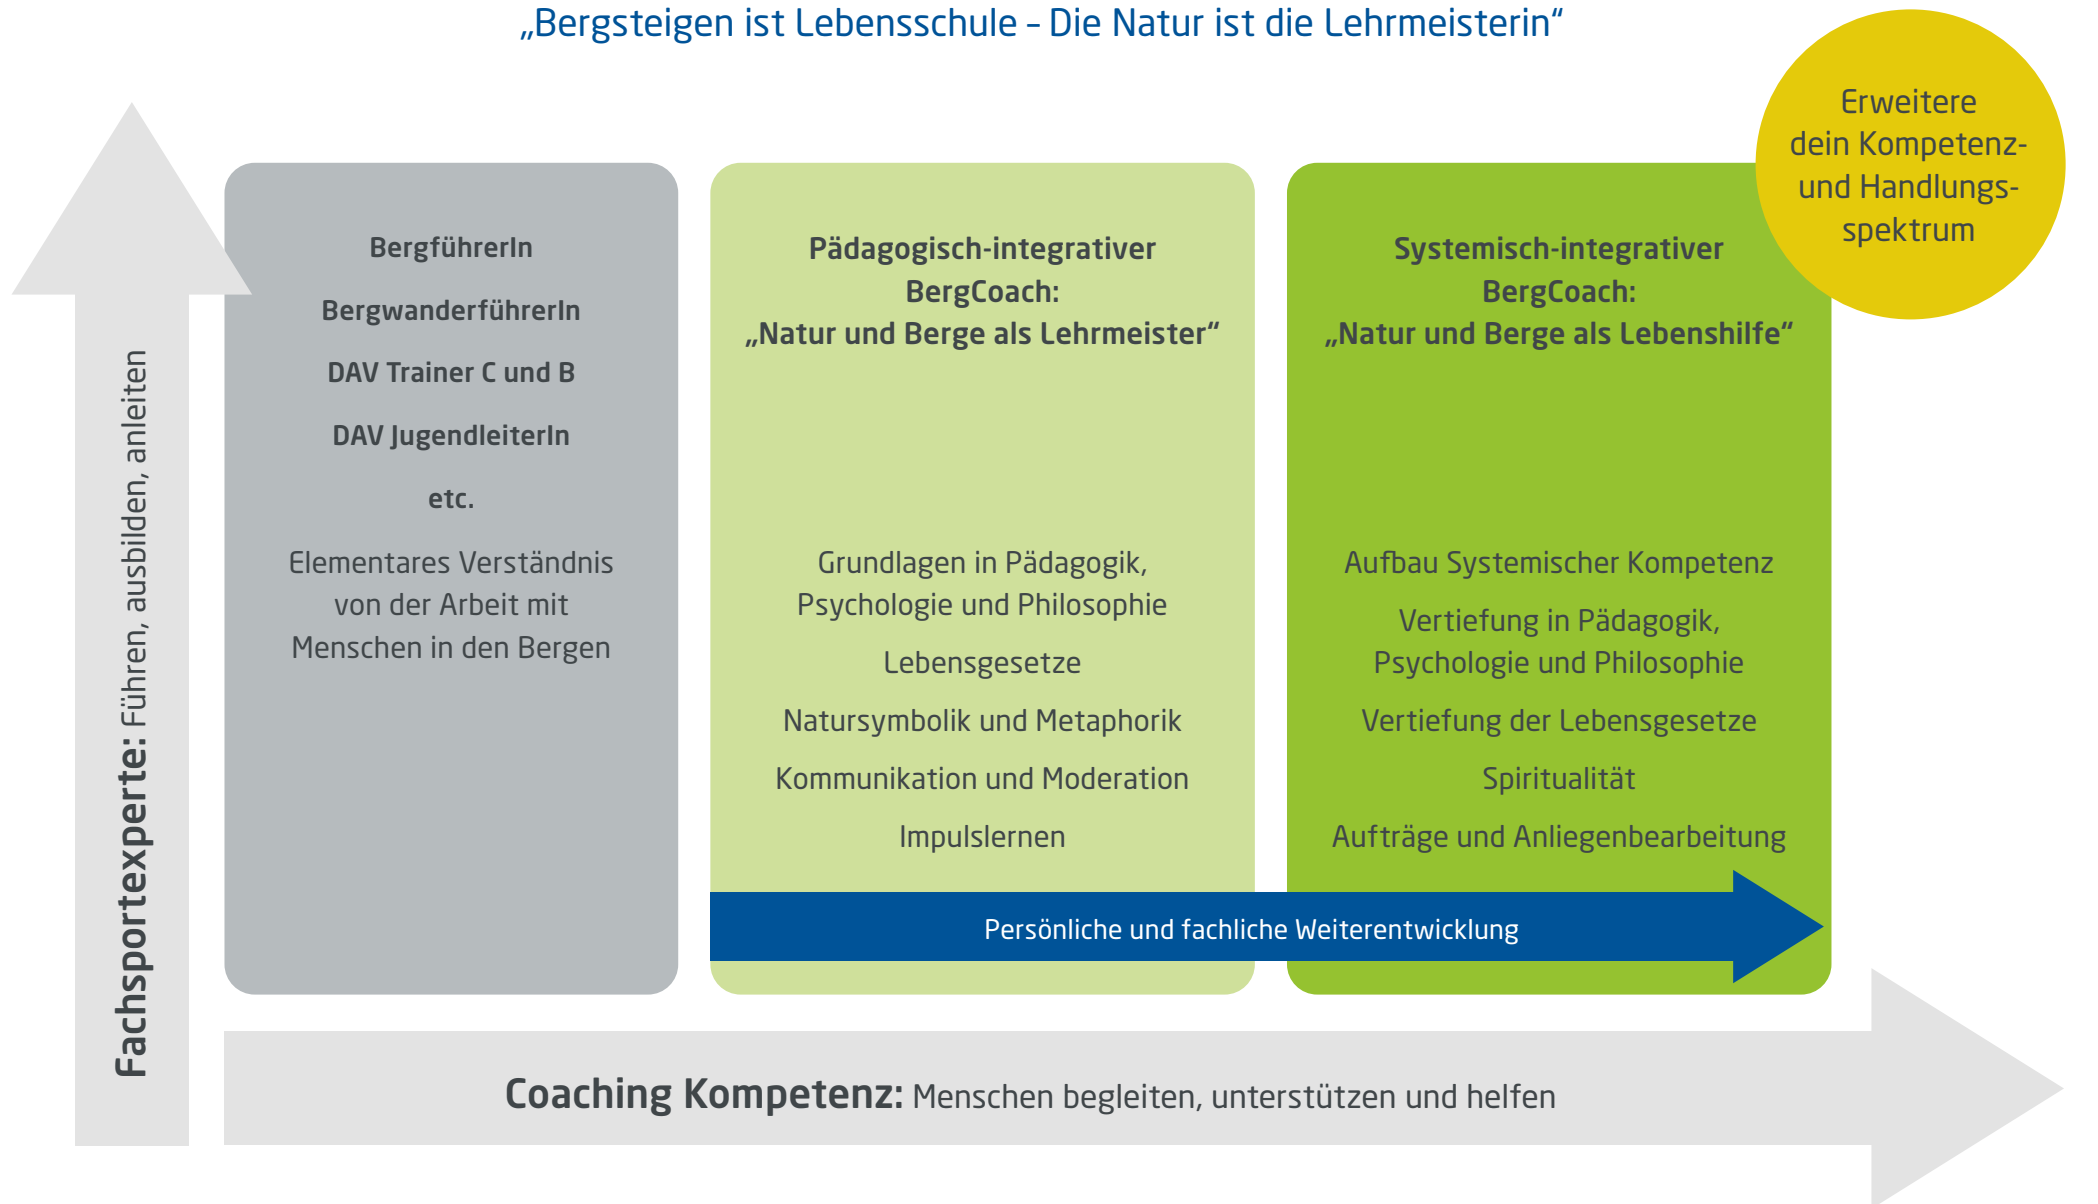 „Bergsteigen ist Lebensschule – Die Natur ist die Lehrmeisterin“
Erweitere
dein Kompetenz-
und Handlungs-
spektrum
Fachsportexperte: Führen, ausbilden, anleiten
BergführerIn
BergwanderführerIn
DAV Trainer C und B
DAV JugendleiterIn
etc.
Elementares Verständnis
von der Arbeit mit
Menschen in den Bergen
Pädagogisch-integrativer
BergCoach:
„Natur und Berge als Lehrmeister“
Grundlagen in Pädagogik,
Psychologie und Philosophie
Lebensgesetze
Natursymbolik und Metaphorik
Kommunikation und Moderation
Impulslernen
Systemisch-integrativer
BergCoach:
„Natur und Berge als Lebenshilfe“
Aufbau Systemischer Kompetenz
Vertiefung in Pädagogik,
Psychologie und Philosophie
Vertiefung der Lebensgesetze
Spiritualität
Aufträge und Anliegenbearbeitung
Persönliche und fachliche Weiterentwicklung
Coaching Kompetenz: Menschen begleiten, unterstützen und helfen